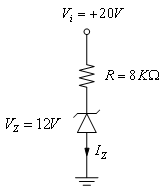 V_i = +20V
R = 8 KΩ
V_Z = 12V
I_Z